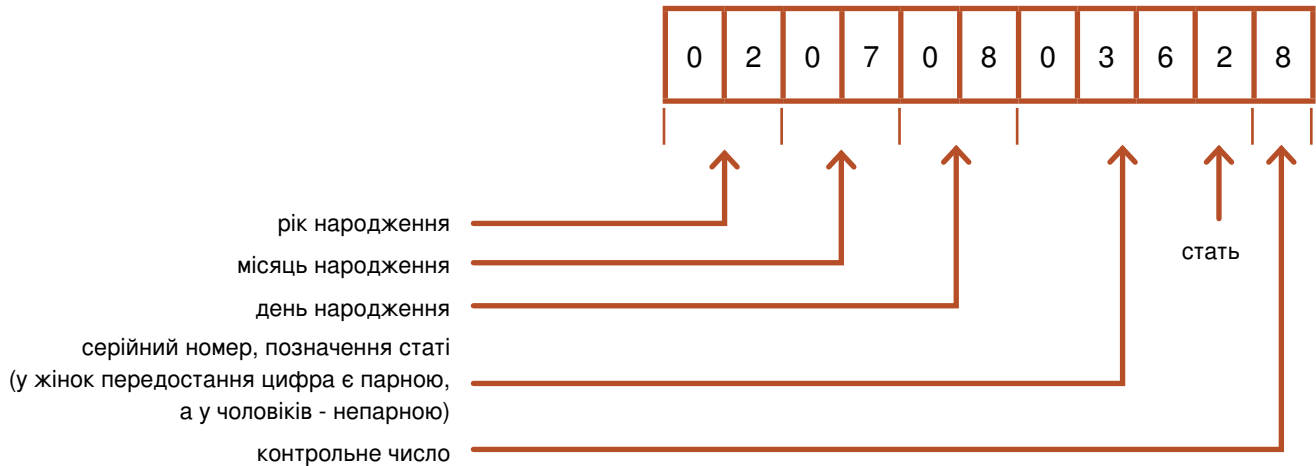 0 2 0 7 0 8 0 3 6 2 8
рік народження
стать
місяць народження
день народження
серійний номер, позначення статі
(у жінок передостання цифра є парною,
а у чоловіків - непарною)
контрольне число